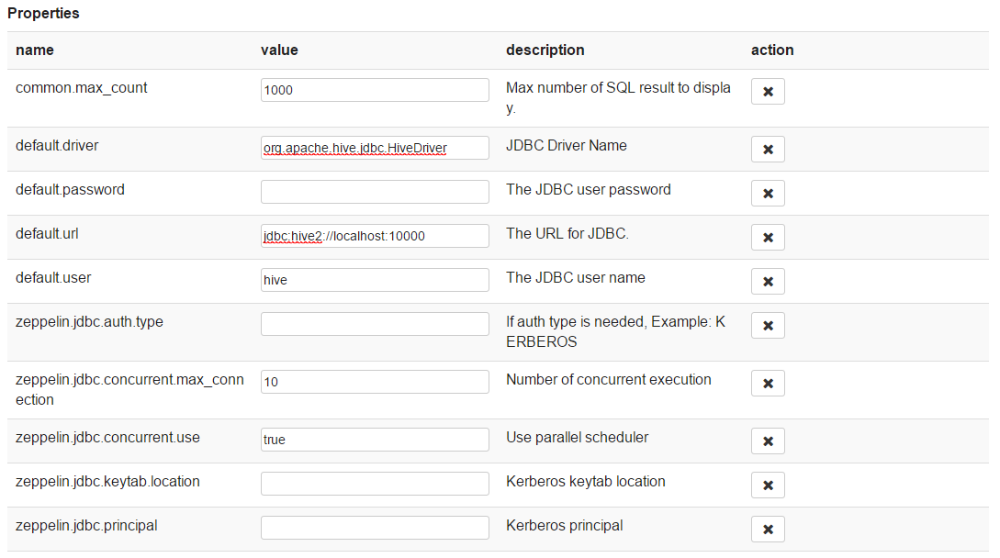 Properties
name value description action
common.max_count 1000 Max number of SQL result to displa
y.
default.driver org.apache.hive.jdbc.HiveDriver JDBC Driver Name
default.password The JDBC user password
default.url jdbc:hive2://localhost:10000 The URL for JDBC.
default.user hive The JDBC user name
zeppelin.jdbc.auth.type If auth type is needed, Example: K
ERBEROS
zeppelin.jdbc.concurrent.max_conn 10 Number of concurrent execution
ection
zeppelin.jdbc.concurrent.use true Use parallel scheduler
zeppelin.jdbc.keytab.location Kerberos keytab location
zeppelin.jdbc.principal Kerberos principal